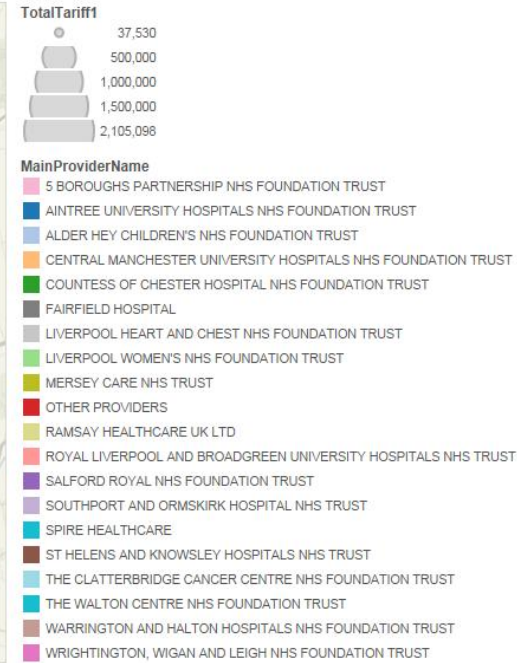 TotalTariff1
37,530
500,000
1,000,000
1,500,000
2,105,098
MainProviderName
5 BOROUGHS PARTNERSHIP NHS FOUNDATION TRUST
AINTREE UNIVERSITY HOSPITALS NHS FOUNDATION TRUST
ALDER HEY CHILDREN'S NHS FOUNDATION TRUST
CENTRAL MANCHESTER UNIVERSITY HOSPITALS NHS FOUNDATION TRUST
COUNTESS OF CHESTER HOSPITAL NHS FOUNDATION TRUST
FAIRFIELD HOSPITAL
LIVERPOOL HEART AND CHEST NHS FOUNDATION TRUST
LIVERPOOL WOMEN'S NHS FOUNDATION TRUST
MERSEY CARE NHS TRUST
OTHER PROVIDERS
RAMSAY HEALTHCARE UK LTD
ROYAL LIVERPOOL AND BROADGREEN UNIVERSITY HOSPITALS NHS TRUST
SALFORD ROYAL NHS FOUNDATION TRUST
SOUTHPORT AND ORMSKIRK HOSPITAL NHS TRUST
SPIRE HEALTHCARE
ST HELENS AND KNOWSLEY HOSPITALS NHS TRUST
THE CLATTERBRIDGE CANCER CENTRE NHS FOUNDATION TRUST
THE WALTON CENTRE NHS FOUNDATION TRUST
WARRINGTON AND HALTON HOSPITALS NHS FOUNDATION TRUST
WRIGHTINGTON, WIGAN AND LEIGH NHS FOUNDATION TRUST